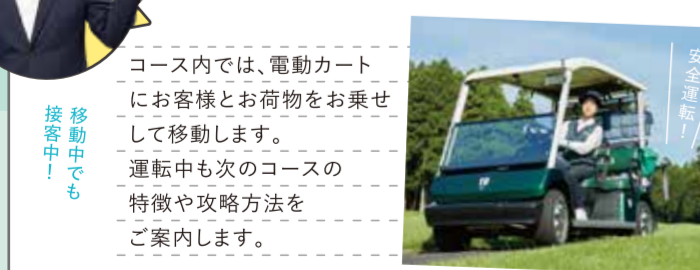 コース内では、電動カート
にお客様とお荷物をお乗せ
して移動します。
運転中も次のコースの
特徴や攻略方法を
ご案内します。
移動中でも
接客中！
安全運転！